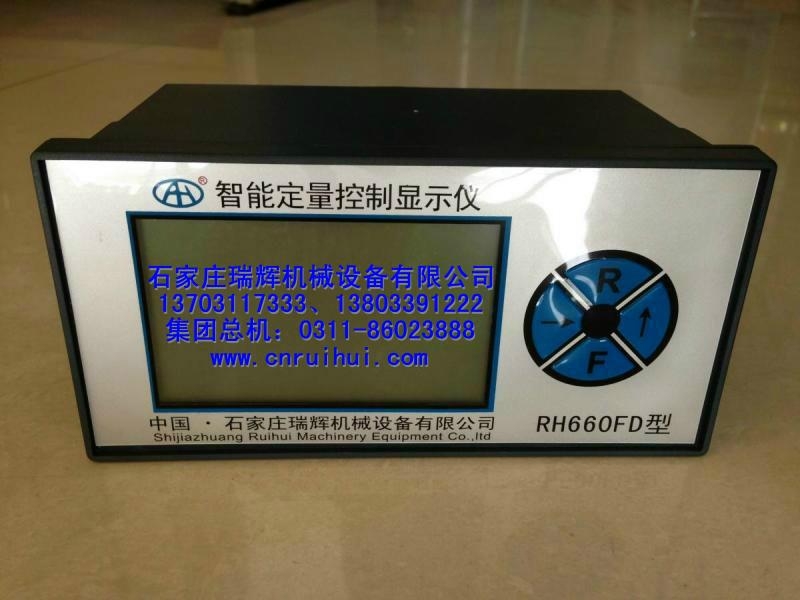 RH® 智能定量控制显示仪
石家庄瑞辉机械设备有限公司
13703117333、13803391222
集团总机：0311-86023888
www.cnruihui.com
R
→ ↑
F
中国·石家庄瑞辉机械设备有限公司
Shijiazhuang Ruihui Machinery Equipment Co.,ltd
RH660FD型